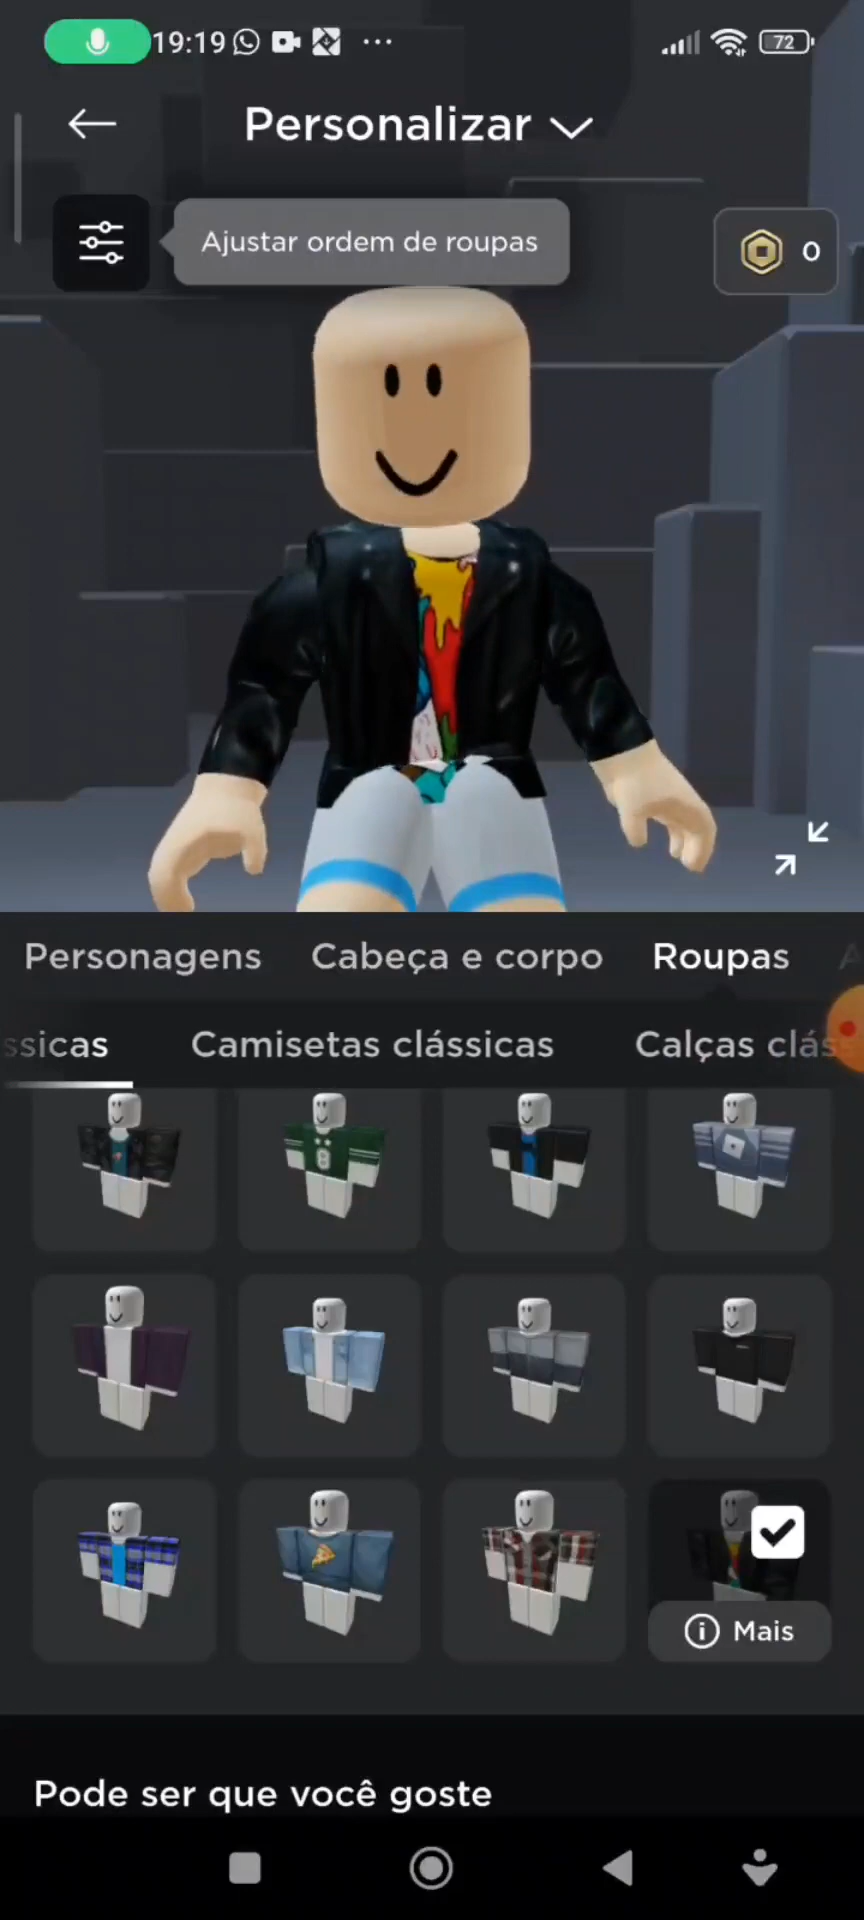 19:19
72
Personalizar
Ajustar ordem de roupas
0
Personagens
Cabeça e corpo
Roupas
A
ssicas
Camisetas clássicas
Calças clás
8
Mais
Pode ser que você goste